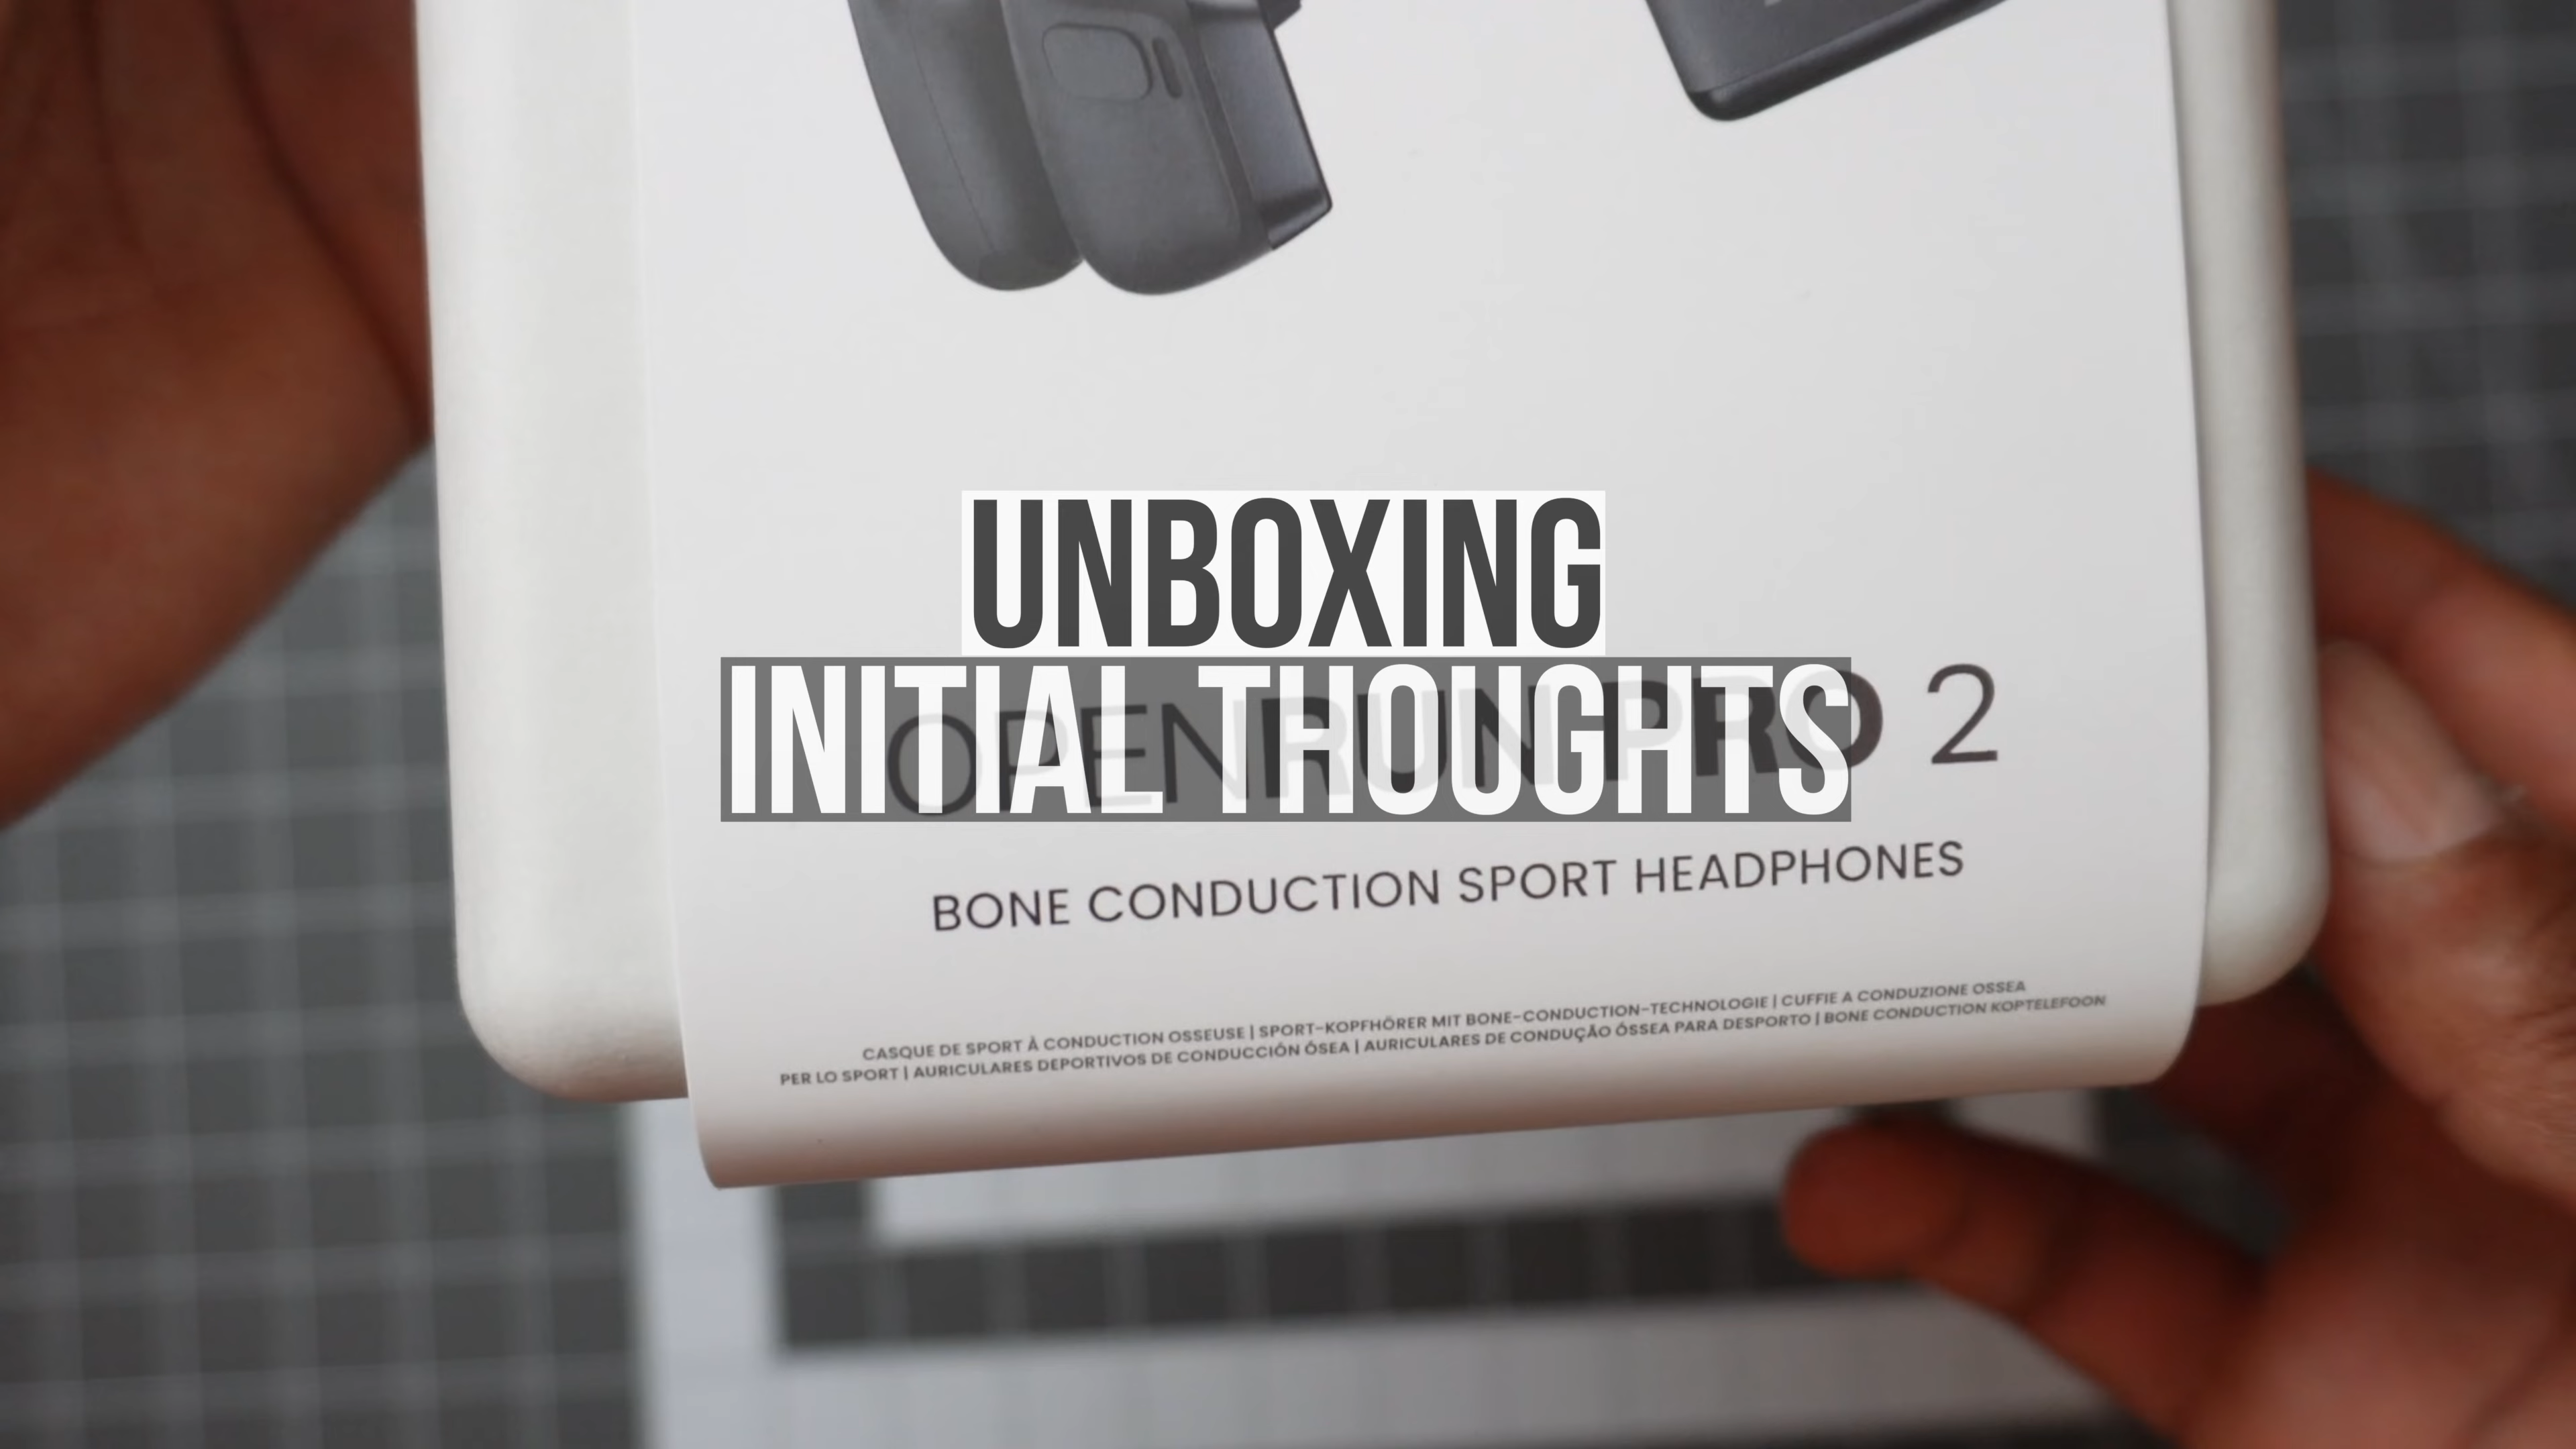 UNBOXING
INITIAL THOUGHTS
OPENRUN PRO 2
BONE CONDUCTION SPORT HEADPHONES
CASQUE DE SPORT À CONDUCTION OSSEUSE | SPORT-KOPFHÖRER MIT BONE-CONDUCTION-TECHNOLOGIE | CUFFIE A CONDUZIONE OSSEA
PER LO SPORT | AURICULARES DEPORTIVOS DE CONDUCCIÓN ÓSEA | AURICULARES DE CONDUÇÃO ÓSSEA PARA DESPORTO | BONE CONDUCTION KOPTELEFOON